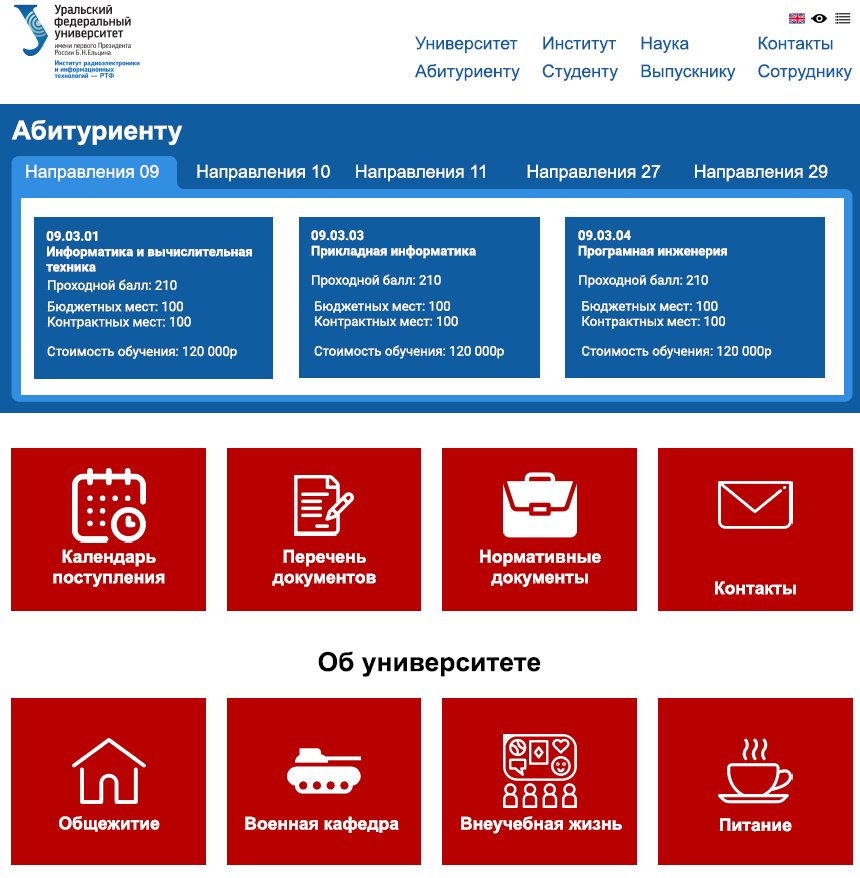 Уральский
федеральный
университет
имени первого Президента
России Б.Н.Ельцина
Институт радиоэлектроники
и информационных
технологий — РТФ
Университет Институт Наука Контакты
Абитуриенту Студенту Выпускнику Сотруднику
Абитуриенту
Направления 09 Направления 10 Направления 11 Направления 27 Направления 29
09.03.01
Информатика и вычислительная
техника
Проходной балл: 210
Бюджетных мест: 100
Контрактных мест: 100
Стоимость обучения: 120 000р
09.03.03
Прикладная информатика
Проходной балл: 210
Бюджетных мест: 100
Контрактных мест: 100
Стоимость обучения: 120 000р
09.03.04
Програмная инженерия
Проходной балл: 210
Бюджетных мест: 100
Контрактных мест: 100
Стоимость обучения: 120 000р
Календарь
поступления
Перечень
документов
Нормативные
документы
Контакты
Об университете
Общежитие
Военная кафедра
Внеучебная жизнь
Питание